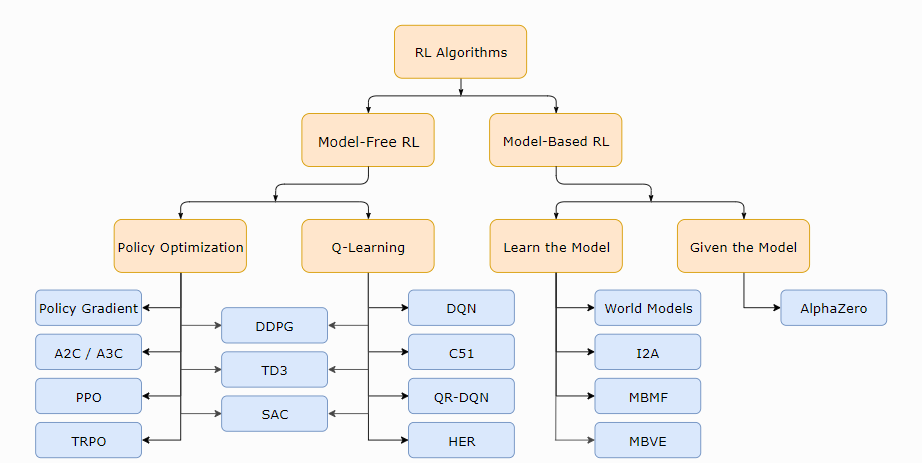 RL Algorithms
Model-Free RL
Model-Based RL
Policy Optimization
Q-Learning
Learn the Model
Given the Model
Policy Gradient
DDPG
DQN
World Models
AlphaZero
A2C / A3C
TD3
C51
I2A
PPO
SAC
QR-DQN
MBMF
TRPO
HER
MBVE